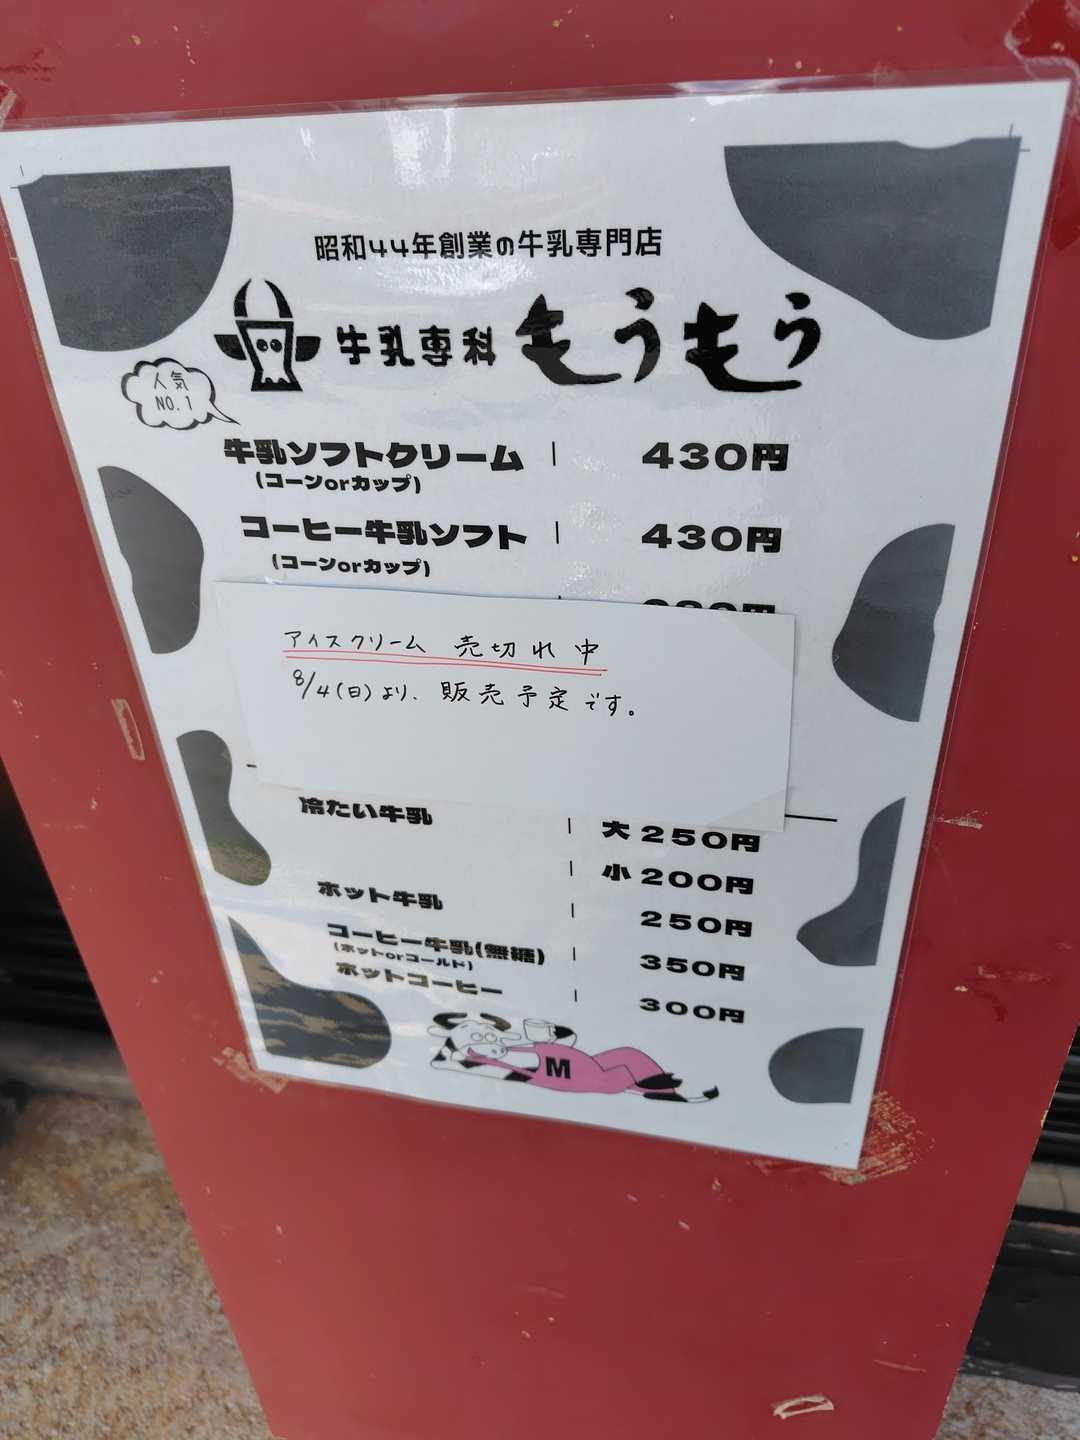 昭和44年創業の牛乳専門店
牛乳専科 もうもう
人気
NO.1
牛乳ソフトクリーム | 430円
(コーンorカップ)
コーヒー牛乳ソフト | 430円
(コーンorカップ)
アイスクリーム 売切れ中
8/4(日)より、販売予定です。
冷たい牛乳 | 大 250円
| 小 200円
ホット牛乳 | 250円
コーヒー牛乳(無糖) | 350円
(ホットorコールド)
ホットコーヒー | 300円
M